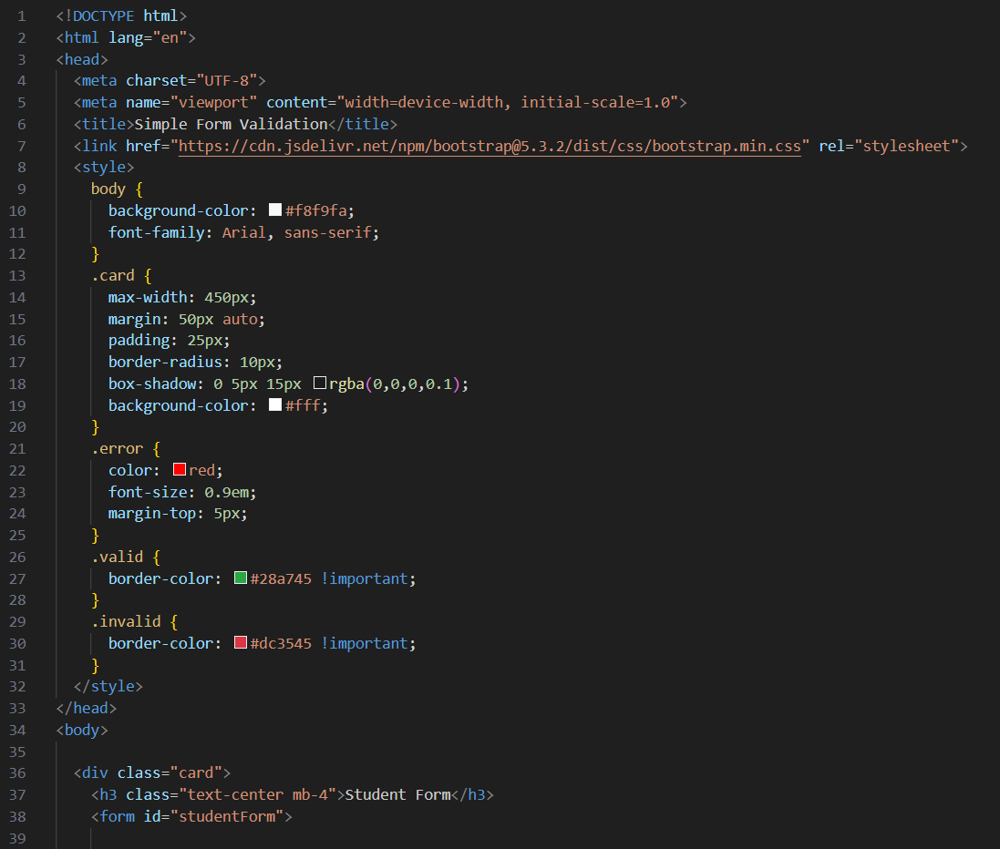 1 <!DOCTYPE html>
2 <html lang="en">
3 <head>
4   <meta charset="UTF-8">
5   <meta name="viewport" content="width=device-width, initial-scale=1.0">
6   <title>Simple Form Validation</title>
7   <link href="https://cdn.jsdelivr.net/npm/bootstrap@5.3.2/dist/css/bootstrap.min.css" rel="stylesheet">
8   <style>
9     body {
10       background-color: #f8f9fa;
11       font-family: Arial, sans-serif;
12     }
13     .card {
14       max-width: 450px;
15       margin: 50px auto;
16       padding: 25px;
17       border-radius: 10px;
18       box-shadow: 0 5px 15px rgba(0,0,0,0.1);
19       background-color: #fff;
20     }
21     .error {
22       color: red;
23       font-size: 0.9em;
24       margin-top: 5px;
25     }
26     .valid {
27       border-color: #28a745 !important;
28     }
29     .invalid {
30       border-color: #dc3545 !important;
31     }
32   </style>
33 </head>
34 <body>
35
36   <div class="card">
37     <h3 class="text-center mb-4">Student Form</h3>
38     <form id="studentForm">
39